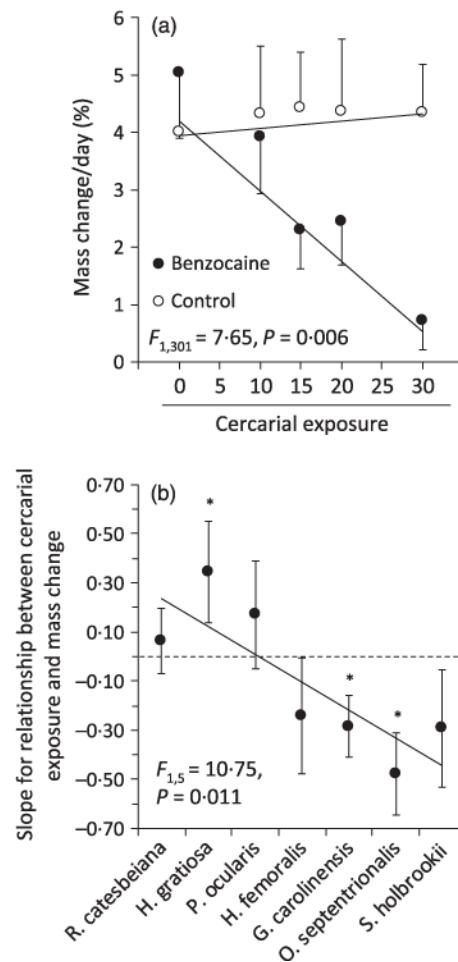 (a)
6
5
4
3
2
1
0
Mass change/day (%)
Benzocaine
Control
F1,301 = 7·65, P = 0·006
0 10 15 20 25 30
Cercarial exposure
(b)
0·70
0·50
0·30
0·10
−0·10
−0·30
−0·50
−0·70
Slope for relationship between cercarial
exposure and mass change
*
*
*
F1,5 = 10·75,
P = 0·011
R. catesbeiana
H. gratiosa
P. ocularis
H. femoralis
G. carolinensis
O. septentrionalis
S. holbrookii